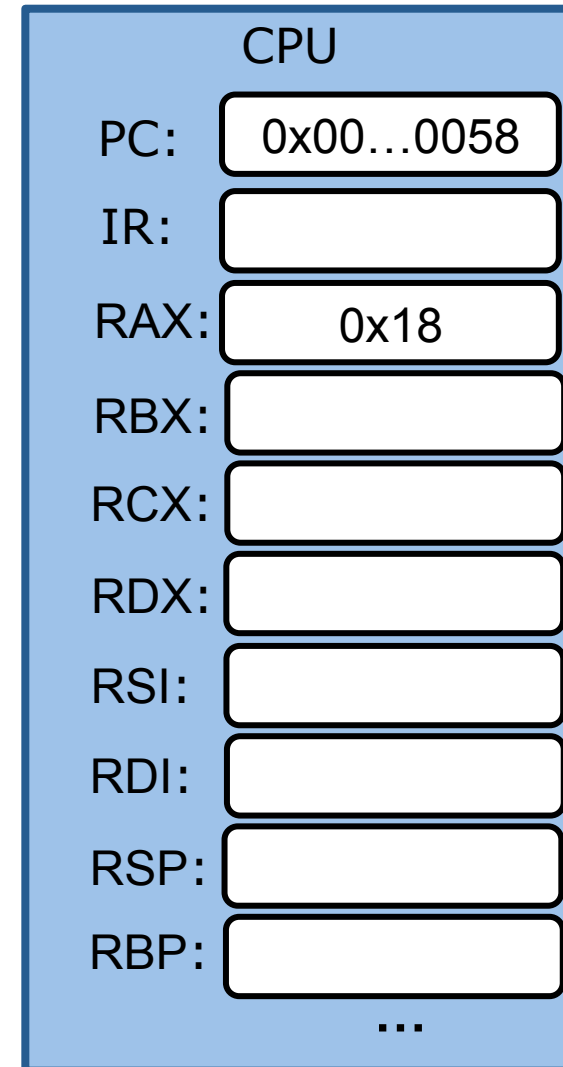 CPU
PC: 0x00...0058
IR:
RAX: 0x18
RBX:
RCX:
RDX:
RSI:
RDI:
RSP:
RBP:
...